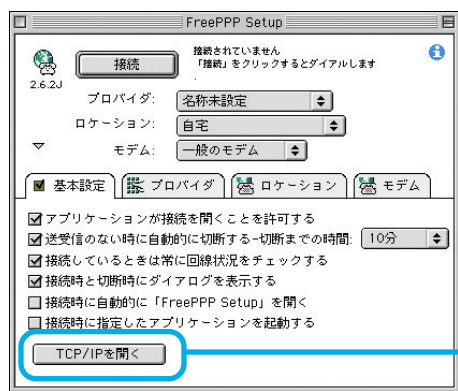 FreePPP Setup
接続
接続されていません
「接続」をクリックするとダイアルします
2.6.2J
プロバイダ: 名称未設定
ロケーション: 自宅
モデム: 一般のモデム
基本設定 プロバイダ ロケーション モデム
アプリケーションが接続を開くことを許可する
送受信のない時に自動的に切断する-切断までの時間: 10分
接続しているときは常に回線状況をチェックする
接続時と切断時にダイアログを表示する
接続時に自動的に「FreePPP Setup」を開く
接続時に指定したアプリケーションを起動する
TCP/IPを開く